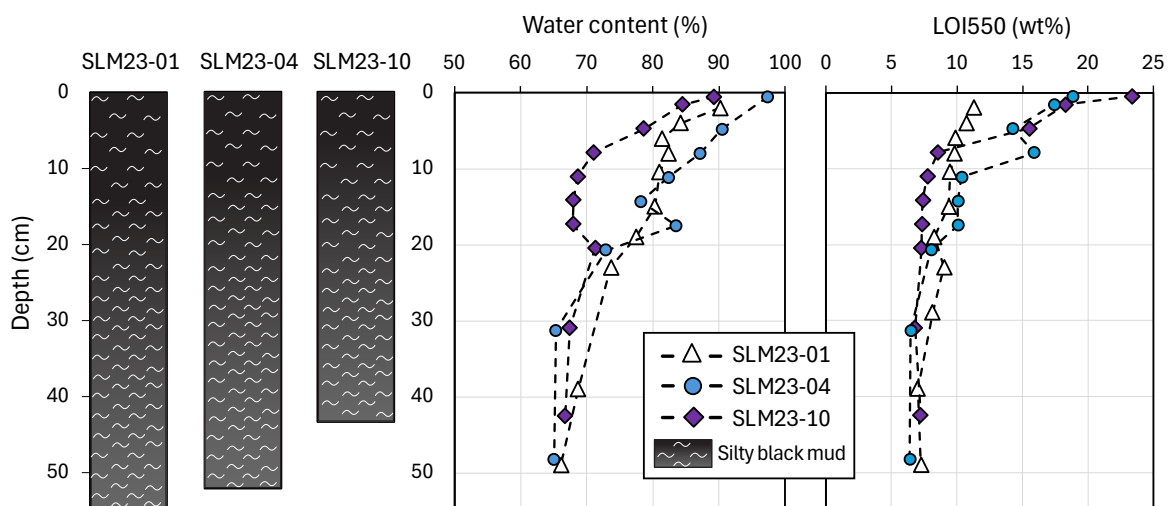 Water content (%)
LOI550 (wt%)
SLM23-01
SLM23-04
SLM23-10
50 60 70 80 90 100
0 5 10 15 20 25
0
10
20
30
40
50
Depth (cm)
SLM23-01
SLM23-04
SLM23-10
Silty black mud